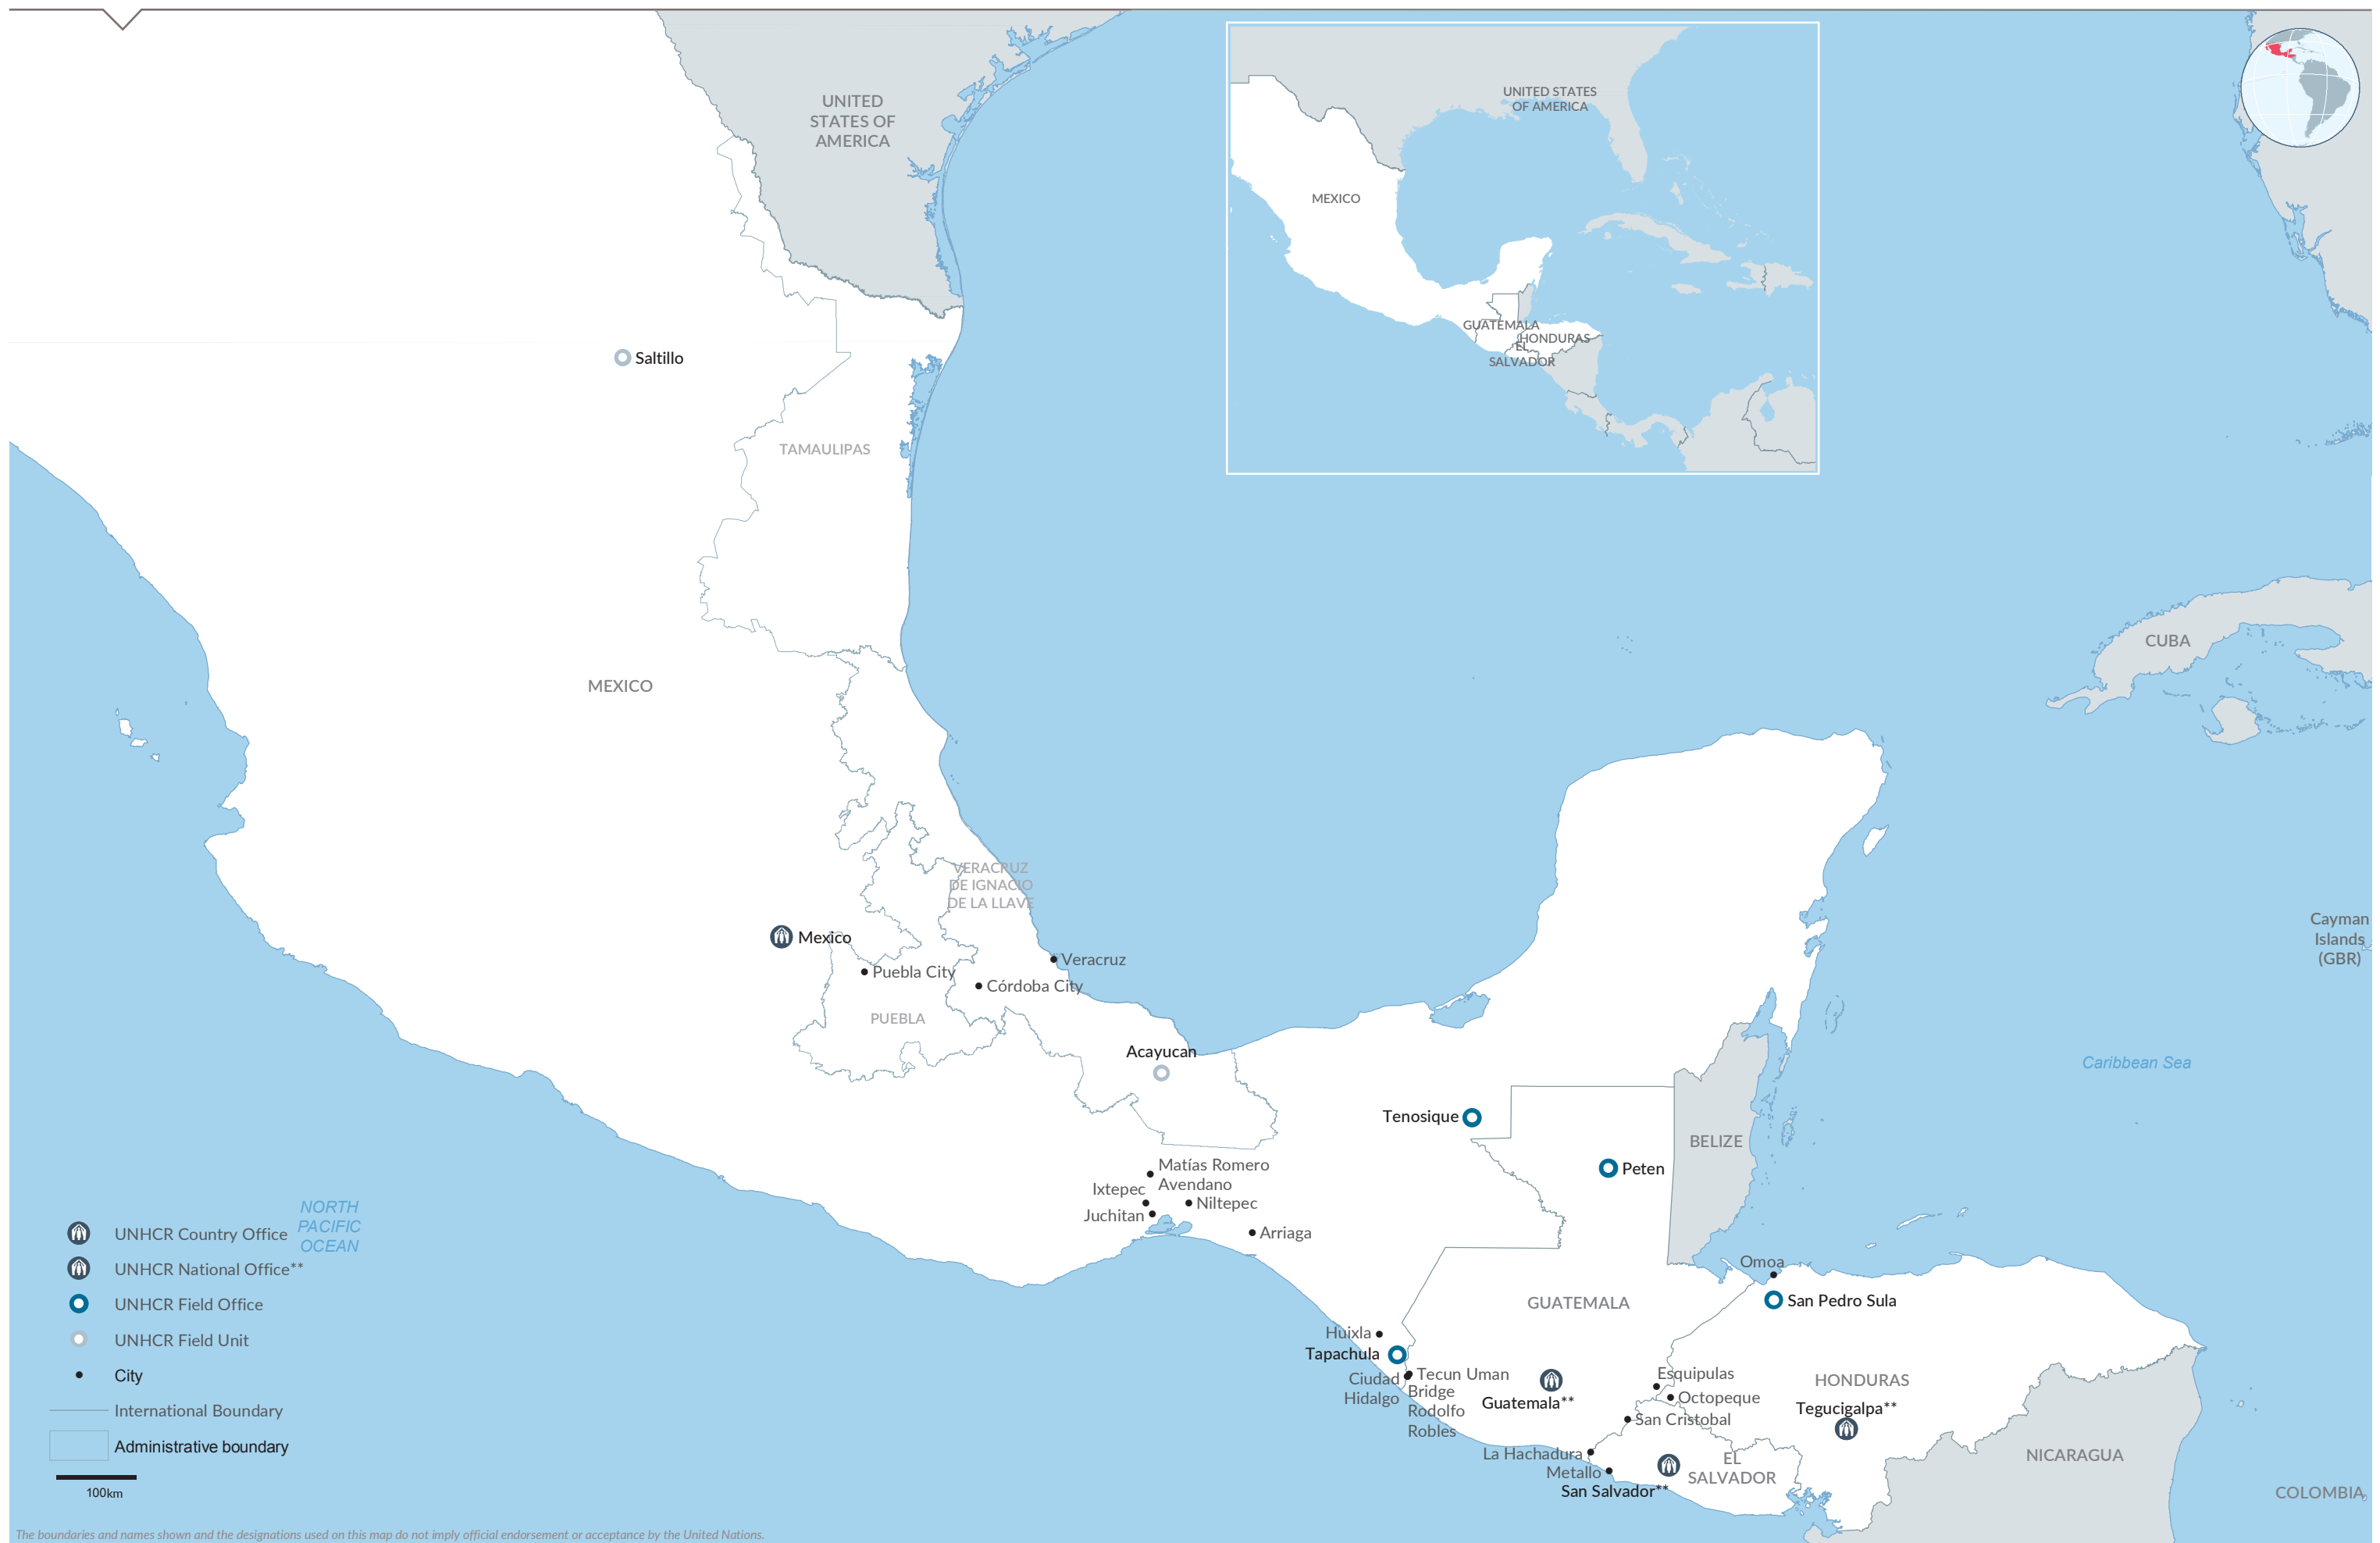 UNITED
STATES OF
AMERICA
UNITED STATES
OF AMERICA
MEXICO
GUATEMALA
HONDURAS
EL
SALVADOR
Saltillo
TAMAULIPAS
MEXICO
CUBA
VERACRUZ
DE IGNACIO
DE LA LLAVE
Cayman
Islands
(GBR)
Mexico
Veracruz
Puebla City
Córdoba City
PUEBLA
Acayucan
Caribbean Sea
Tenosique
BELIZE
Peten
Matías Romero
Avendano
Ixtepec
Niltepec
Juchitan
Arriaga
NORTH
PACIFIC
OCEAN
UNHCR Country Office
UNHCR National Office**
UNHCR Field Office
UNHCR Field Unit
City
International Boundary
Administrative boundary
100km
Omoa
San Pedro Sula
GUATEMALA
Huixla
Tapachula
Ciudad
Hidalgo
Tecun Uman
Bridge
Rodolfo
Robles
Guatemala**
Esquipulas
Octopeque
HONDURAS
Tegucigalpa**
San Cristobal
La Hachadura
Metallo
San Salvador**
EL
SALVADOR
NICARAGUA
COLOMBIA
The boundaries and names shown and the designations used on this map do not imply official endorsement or acceptance by the United Nations.